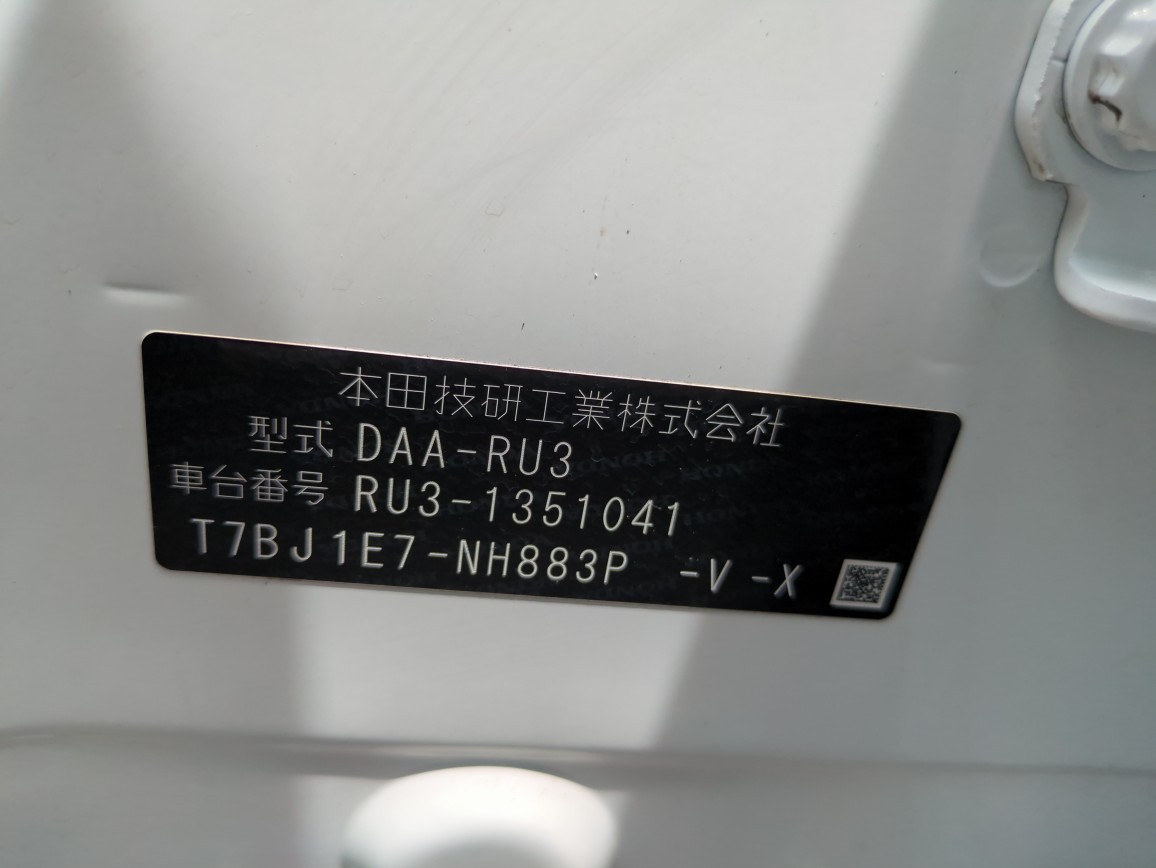 本田技研工業株式会社
型式 DAA-RU3
車台番号 RU3-1351041
T7BJ1E7-NH883P -V -X